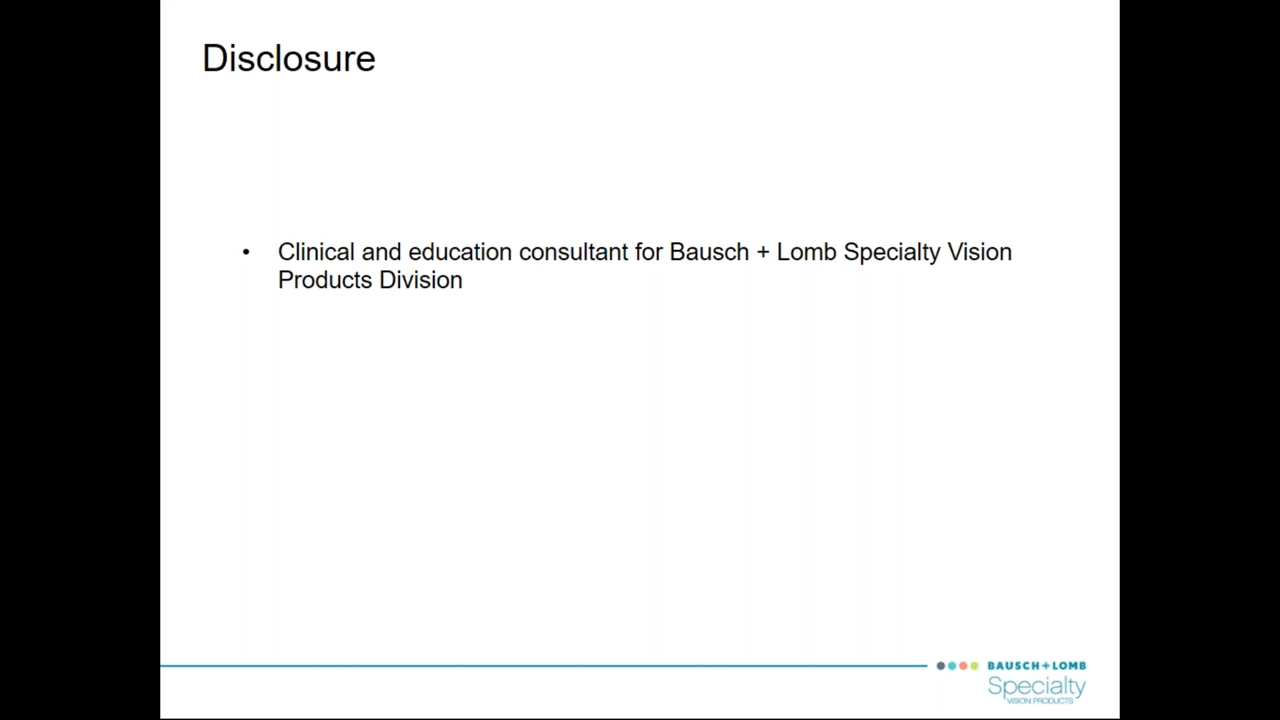 Disclosure
• Clinical and education consultant for Bausch + Lomb Specialty Vision
Products Division
BAUSCH + LOMB
Specialty
VISION PRODUCTS